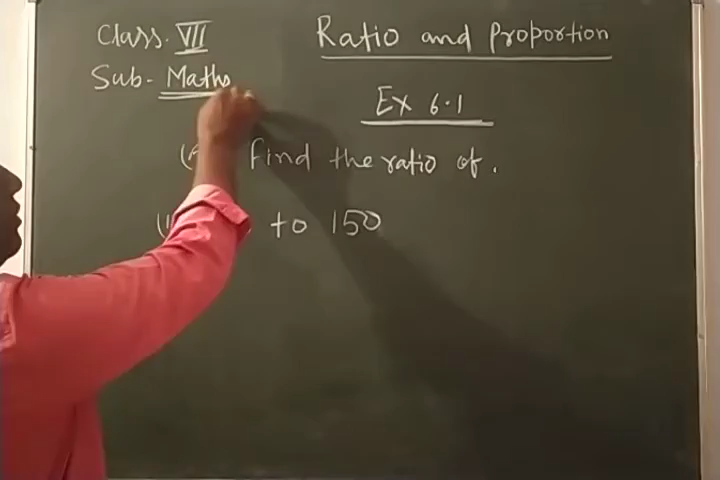 Class. VII
Ratio and Proportion
Sub - Maths
Ex 6.1
find the ratio of.
to 150